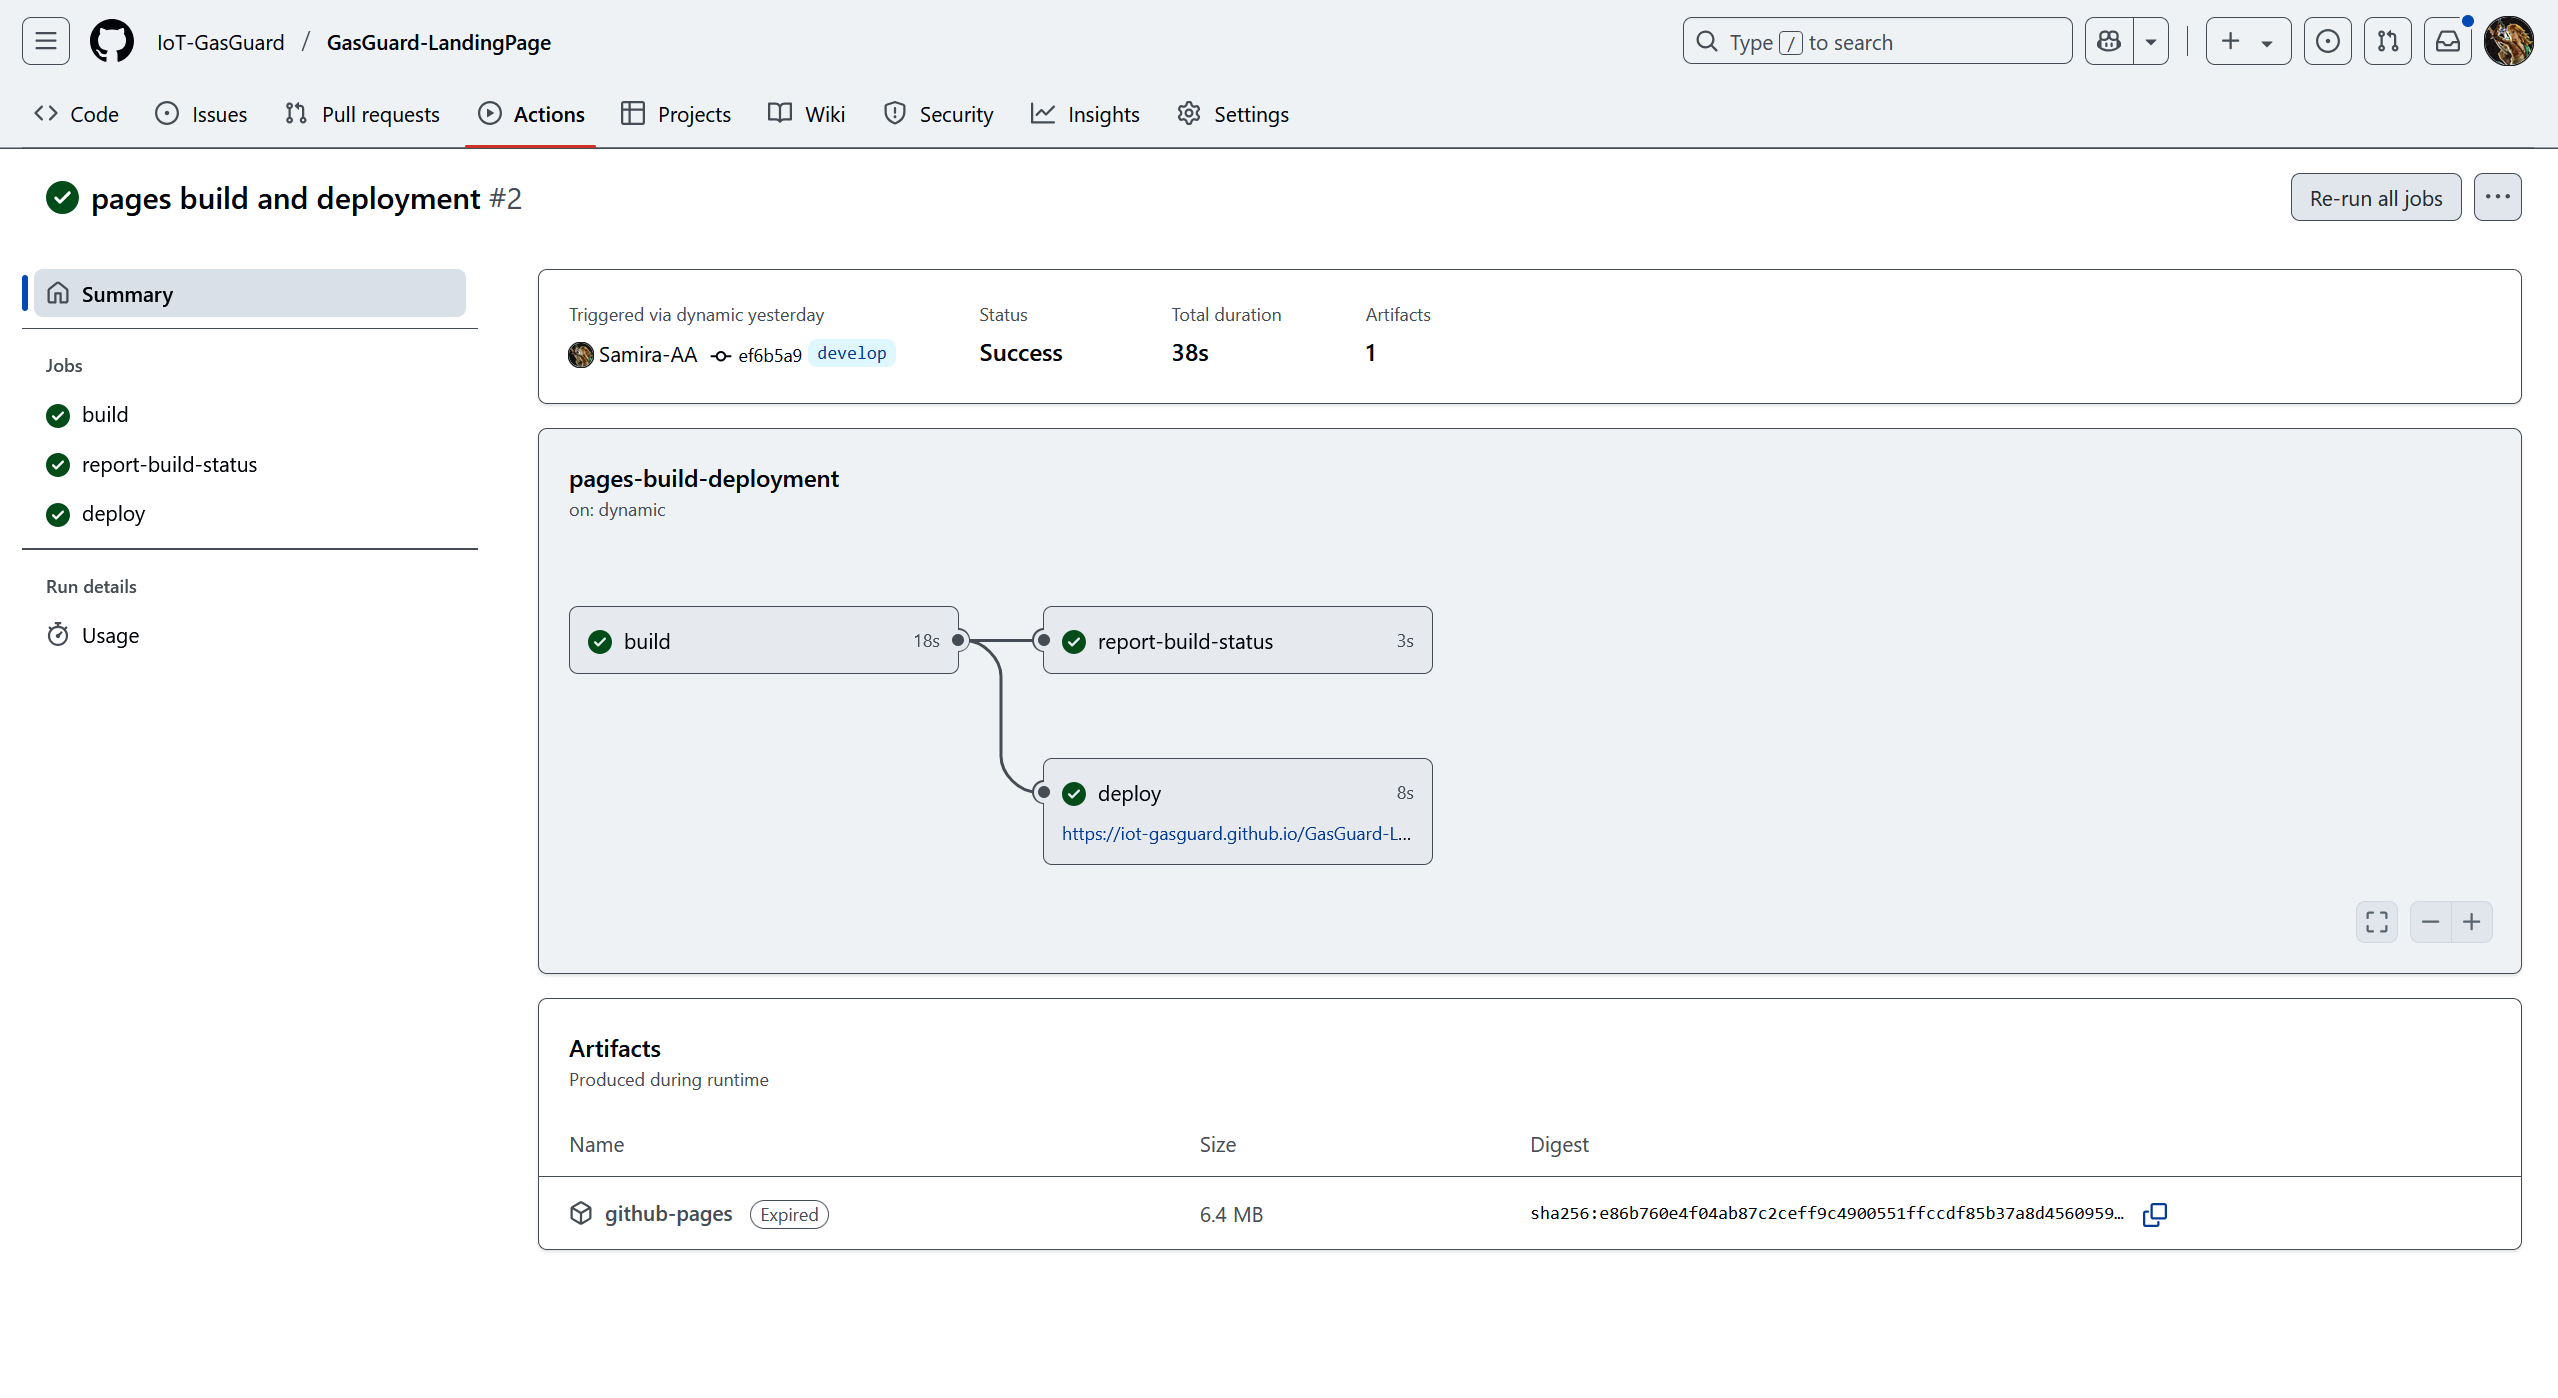 IoT-GasGuard / GasGuard-LandingPage
Type / to search
Code Issues Pull requests Actions Projects Wiki Security Insights Settings
pages build and deployment #2
Re-run all jobs
Summary
Jobs
build
report-build-status
deploy
Run details
Usage
Triggered via dynamic yesterday
Samira-AA ef6b5a9 develop
Status
Success
Total duration
38s
Artifacts
1
pages-build-deployment
on: dynamic
build 18s
report-build-status 3s
deploy 8s
https://iot-gasguard.github.io/GasGuard-L...
Artifacts
Produced during runtime
Name Size Digest
github-pages Expired 6.4 MB sha256:e86b760e4f04ab87c2ceff9c4900551ffccdf85b37a8d4560959…